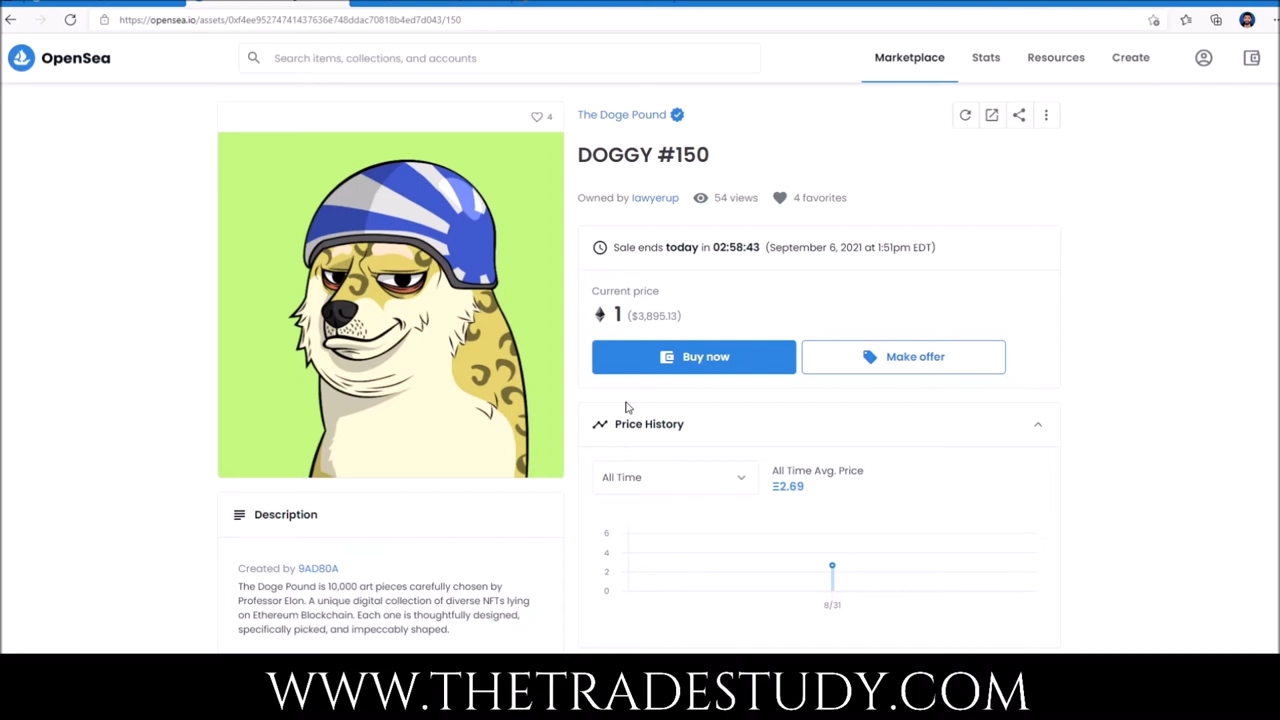 https://opensea.io/assets/0xf4ee95274741437636e748ddac70818b4ed7d043/150
OpenSea
Search items, collections, and accounts
Marketplace
Stats
Resources
Create
4
The Doge Pound
DOGGY #150
Owned by lawyerup
54 views
4 favorites
Sale ends today in 02:58:43 (September 6, 2021 at 1:51pm EDT)
Current price
1 ($3,895.13)
Buy now
Make offer
Price History
All Time
All Time Avg. Price
Ξ2.69
6
4
2
0
8/31
Description
Created by 9AD80A
The Doge Pound is 10,000 art pieces carefully chosen by
Professor Elon. A unique digital collection of diverse NFTs lying
on Ethereum Blockchain. Each one is thoughtfully designed,
specifically picked, and impeccably shaped.
WWW.THETRADESTUDY.COM